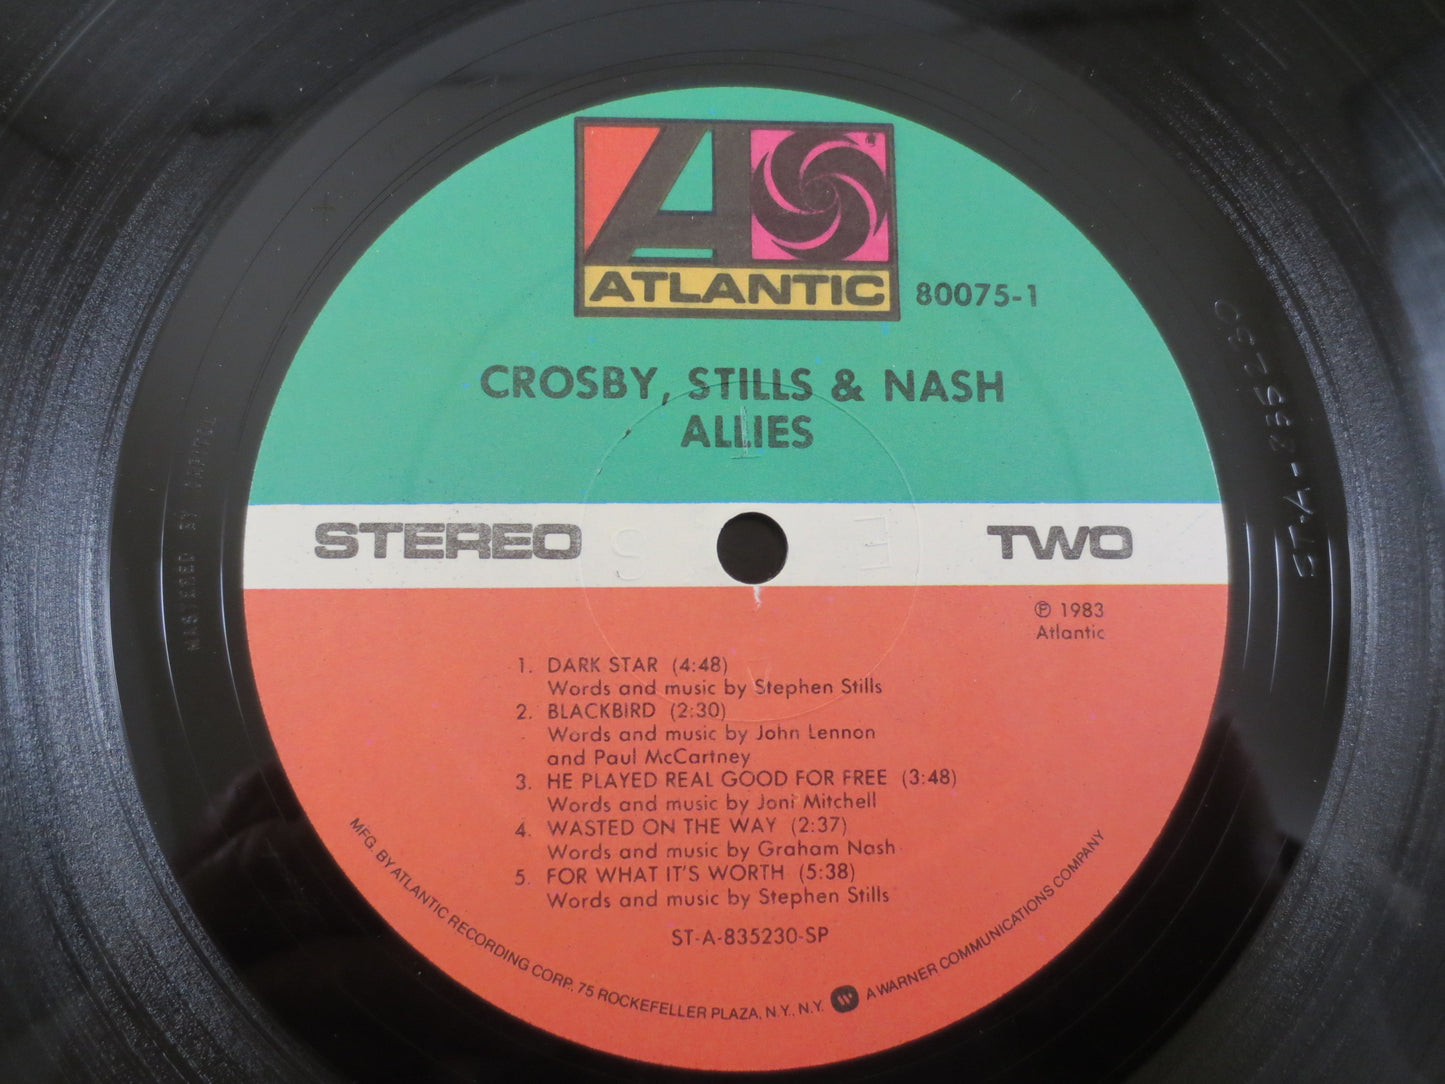 ATLANTIC
80075-1
CROSBY, STILLS & NASH
ALLIES
STEREO
TWO
℗ 1983
Atlantic
1. DARK STAR (4:48)
Words and music by Stephen Stills
2. BLACKBIRD (2:30)
Words and music by John Lennon
and Paul McCartney
3. HE PLAYED REAL GOOD FOR FREE (3:48)
Words and music by Joni Mitchell
4. WASTED ON THE WAY (2:37)
Words and music by Graham Nash
5. FOR WHAT IT'S WORTH (5:38)
Words and music by Stephen Stills
ST-A-835230-SP
MFG. BY ATLANTIC RECORDING CORP., 75 ROCKEFELLER PLAZA, N.Y., N.Y. A WARNER COMMUNICATIONS COMPANY
MASTERED BY